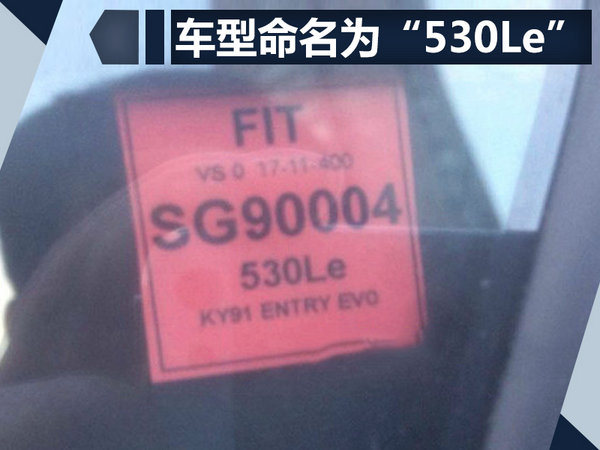 车型命名为“530Le”
FIT
VS 0 17-11-400
SG90004
530Le
KY91 ENTRY EVO